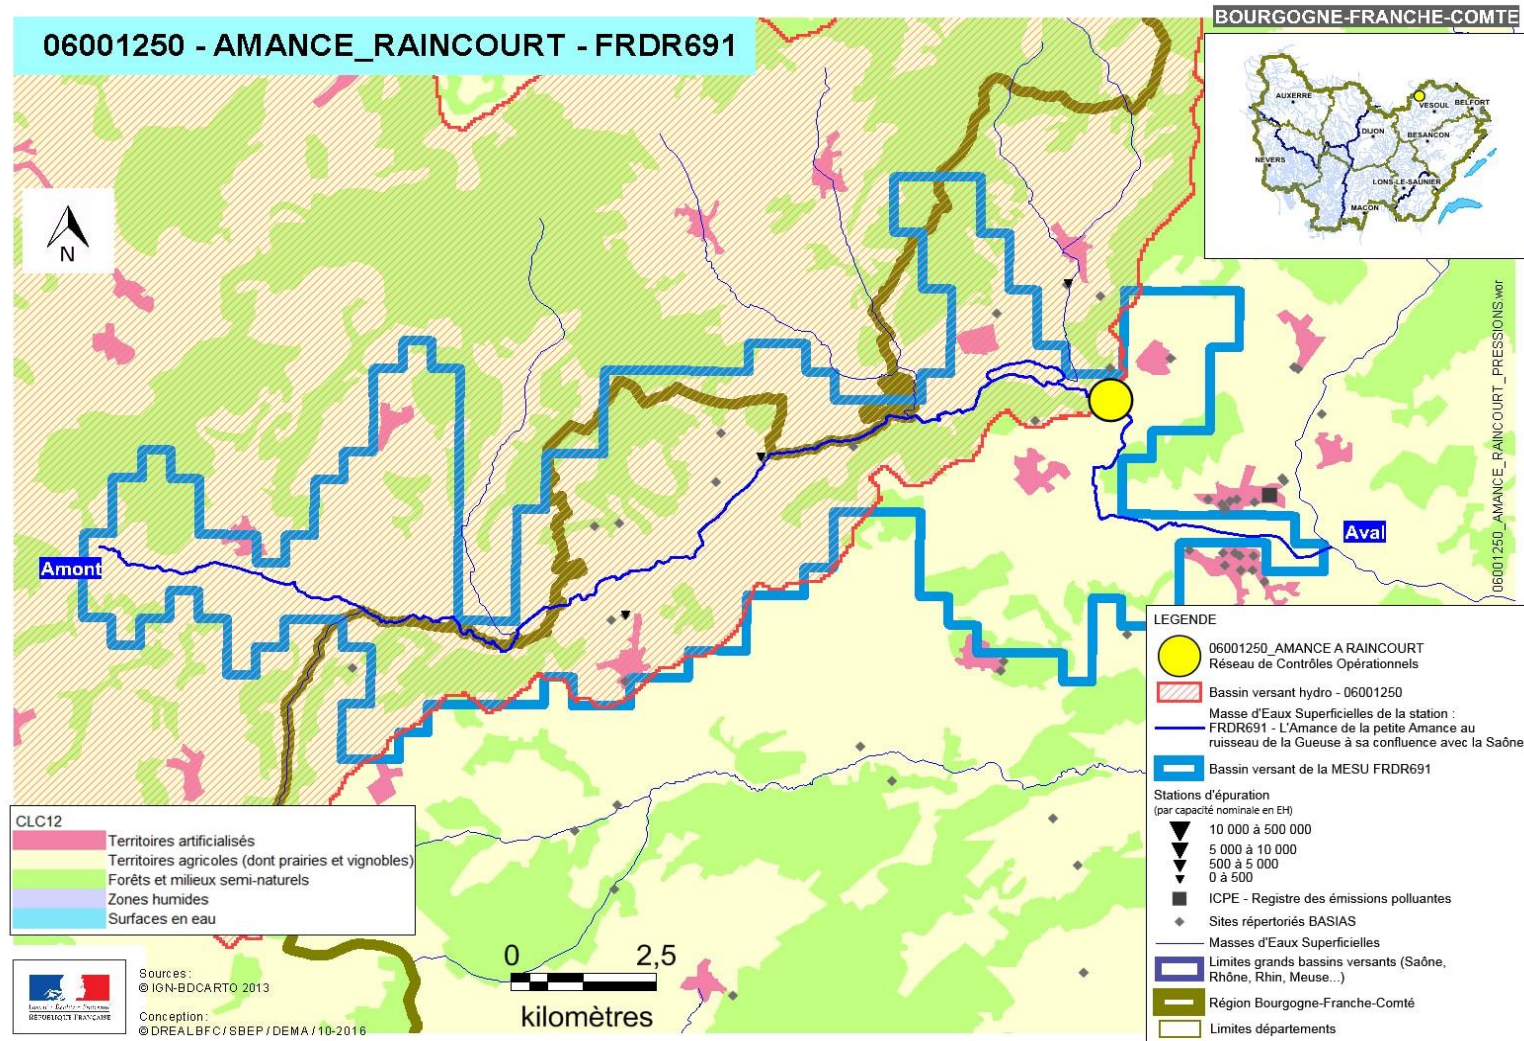 06001250 - AMANCE_RAINCOURT - FRDR691
BOURGOGNE-FRANCHE-COMTE
AUXERRE
VESOUL
BELFORT
DIJON
BESANCON
NEVERS
LONS-LE-SAUNIER
MACON
N
Amont
Aval
06001250_AMANCE_RAINCOURT_PRESSIONS.wor
LEGENDE
06001250_AMANCE A RAINCOURT
Réseau de Contrôles Opérationnels
Bassin versant hydro - 06001250
Masse d'Eaux Superficielles de la station :
FRDR691 - L'Amance de la petite Amance au
ruisseau de la Gueuse à sa confluence avec la Saône
Bassin versant de la MESU FRDR691
Stations d'épuration
(par capacité nominale en EH)
10 000 à 500 000
5 000 à 10 000
500 à 5 000
0 à 500
ICPE - Registre des émissions polluantes
Sites répertoriés BASIAS
Masses d'Eaux Superficielles
Limites grands bassins versants (Saône,
Rhône, Rhin, Meuse...)
Région Bourgogne-Franche-Comté
Limites départements
CLC12
Territoires artificialisés
Territoires agricoles (dont prairies et vignobles)
Forêts et milieux semi-naturels
Zones humides
Surfaces en eau
Liberté • Égalité • Fraternité
RÉPUBLIQUE FRANÇAISE
Sources :
© IGN-BDCARTO 2013
Conception :
© DREALBFC / SBEP / DEMA / 10-2016
0 2,5
kilomètres